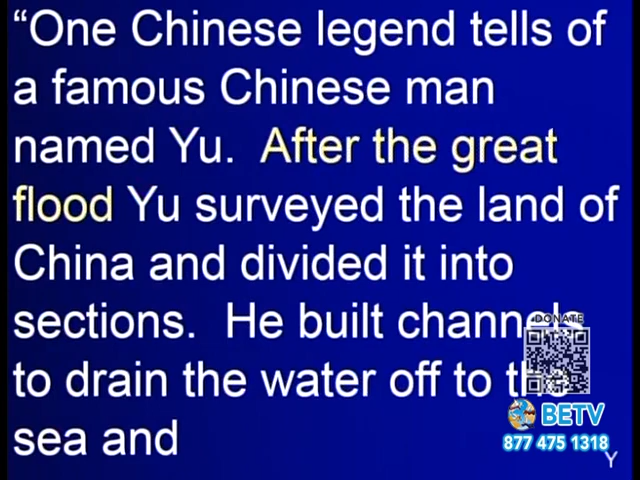 “One Chinese legend tells of
a famous Chinese man
named Yu.  After the great
flood Yu surveyed the land of
China and divided it into
sections.  He built channels
to drain the water off to the
sea and
DONATE
BETV
877 475 1318
Y